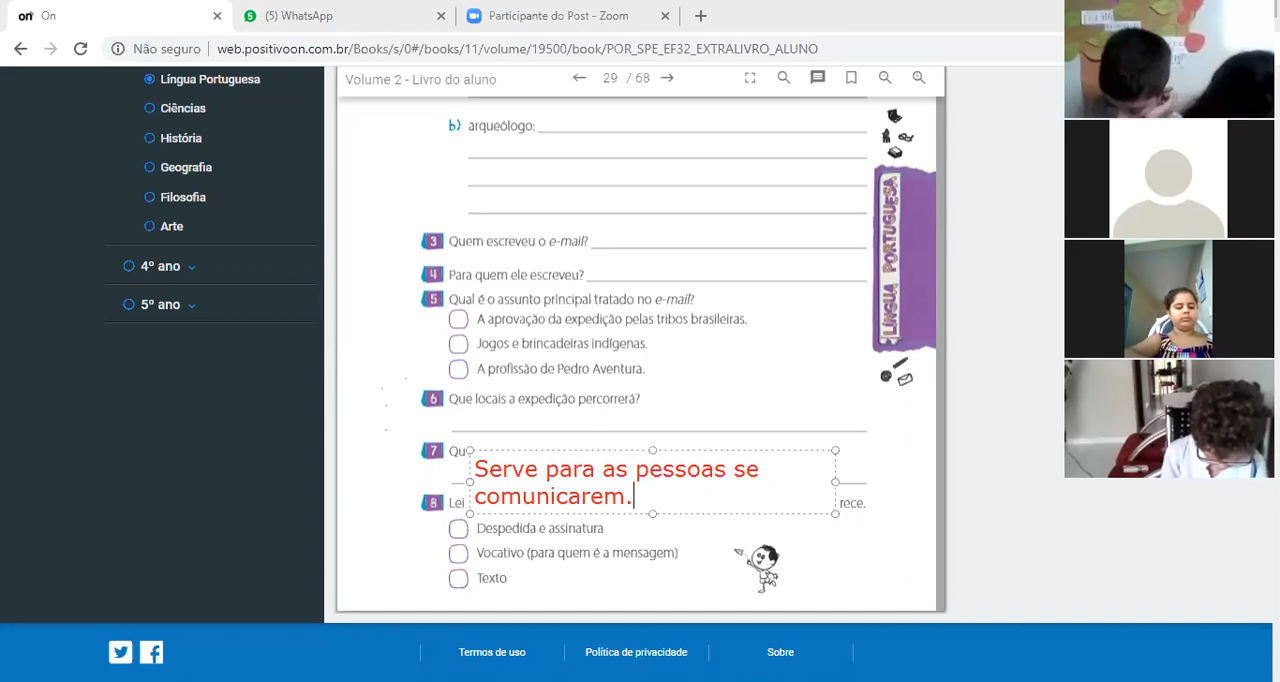 On
(5) WhatsApp
Participante do Post - Zoom
Não seguro
web.positivoon.com.br/Books/s/0#/books/11/volume/19500/book/POR_SPE_EF32_EXTRALIVRO_ALUNO
Língua Portuguesa
Ciências
História
Geografia
Filosofia
Arte
4º ano
5º ano
Volume 2 - Livro do aluno
29 / 68
b) arqueólogo:
3 Quem escreveu o e-mail?
4 Para quem ele escreveu?
5 Qual é o assunto principal tratado no e-mail?
A aprovação da expedição pelas tribos brasileiras.
Jogos e brincadeiras indígenas.
A profissão de Pedro Aventura.
6 Que locais a expedição percorrerá?
7 Qu
Serve para as pessoas se
comunicarem.
8 Lei rece.
Despedida e assinatura
Vocativo (para quem é a mensagem)
Texto
LÍNGUA PORTUGUESA
Termos de uso
Política de privacidade
Sobre